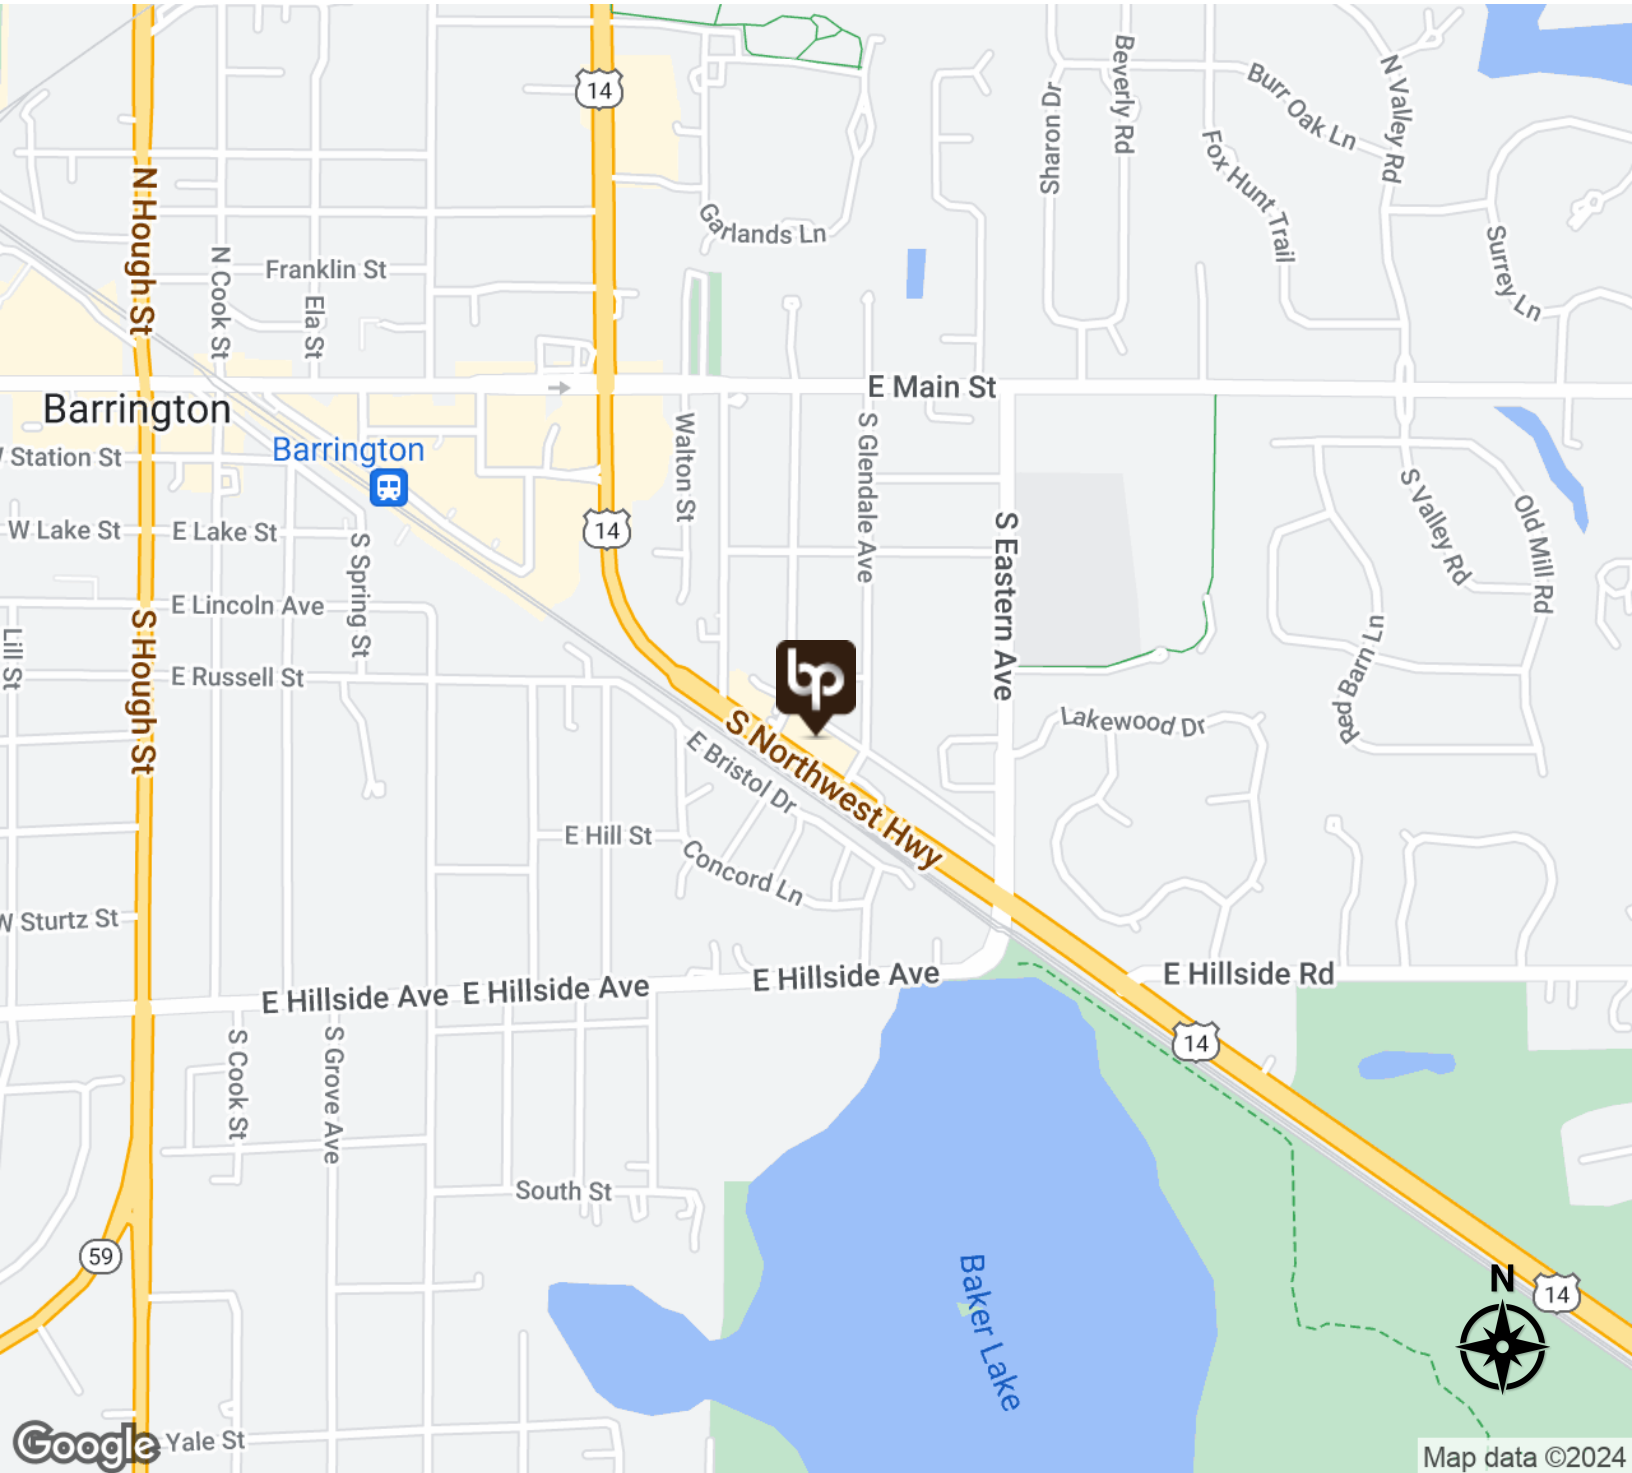 14
Beverly Rd
N Valley Rd
Burr Oak Ln
Sharon Dr
Fox Hunt Trail
N Hough St
Garlands Ln
Surrey Ln
N Cook St
Franklin St
Ela St
E Main St
Barrington
Barrington
Station St
Walton St
S Glendale Ave
S Valley Rd
Old Mill Rd
14
W Lake St
E Lake St
S Spring St
S Eastern Ave
E Lincoln Ave
Lill St
S Hough St
E Russell St
bp
Red Barn Ln
Lakewood Dr
S Northwest Hwy
E Bristol Dr
E Hill St
Concord Ln
W Sturtz St
E Hillside Ave
E Hillside Ave
E Hillside Ave
E Hillside Rd
14
S Cook St
S Grove Ave
South St
59
Baker Lake
N
14
Google
Yale St
Map data ©2024